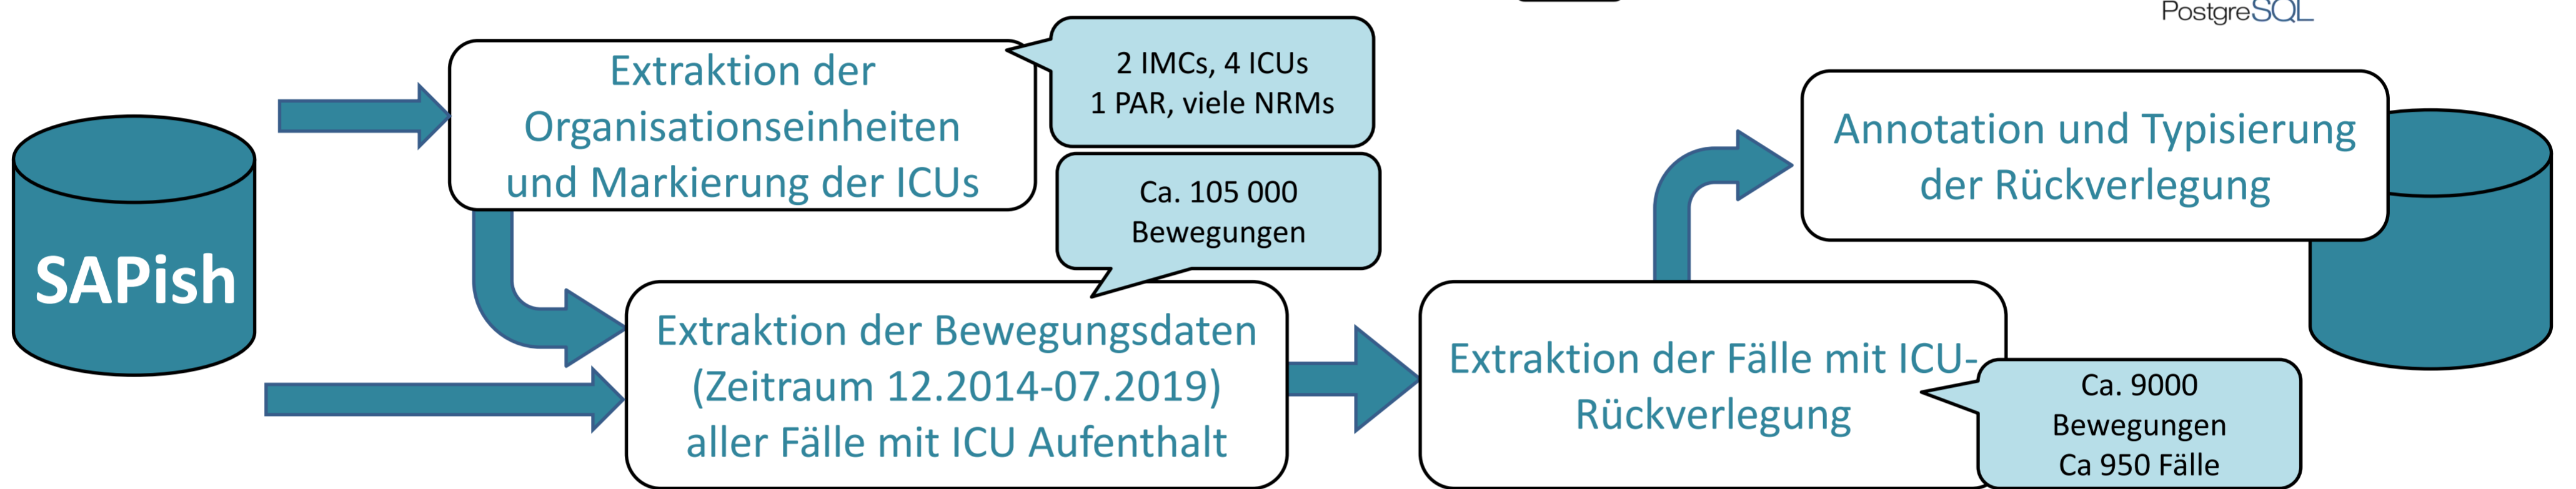 PostgreSQL
SAPish
Extraktion der
Organisationseinheiten
und Markierung der ICUs
2 IMCs, 4 ICUs
1 PAR, viele NRMs
Ca. 105 000
Bewegungen
Extraktion der Bewegungsdaten
(Zeitraum 12.2014-07.2019)
aller Fälle mit ICU Aufenthalt
Extraktion der Fälle mit ICU-
Rückverlegung
Ca. 9000
Bewegungen
Ca 950 Fälle
Annotation und Typisierung
der Rückverlegung